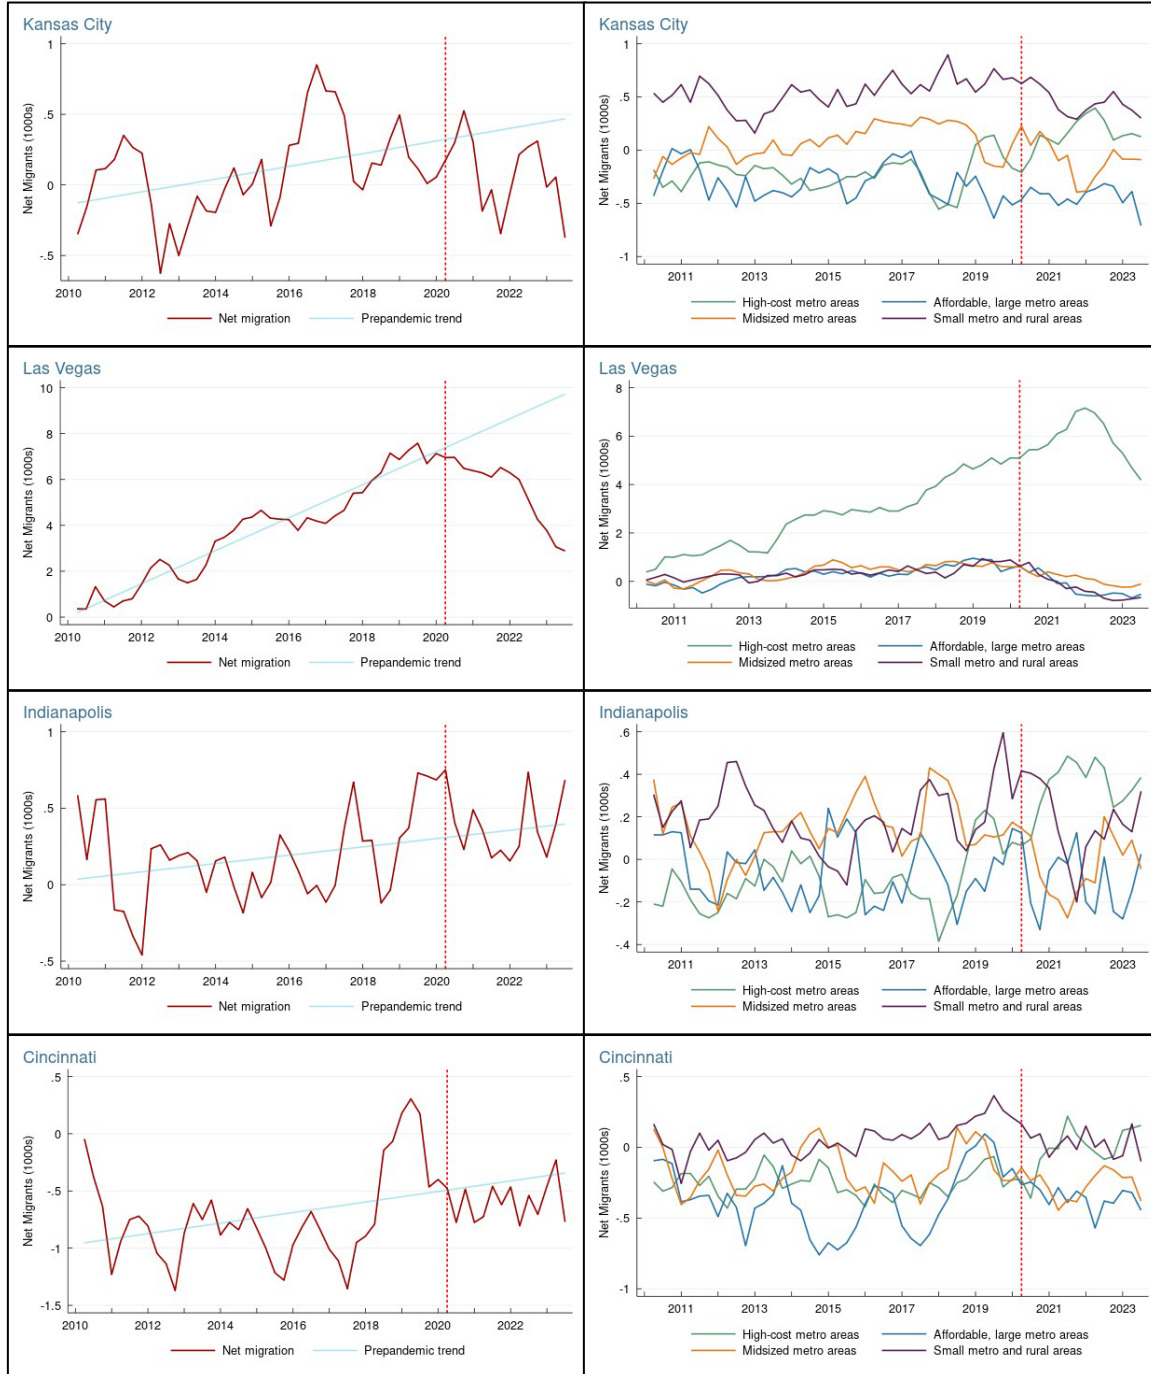 Kansas City
Net Migrants (1000s)
1
.5
0
-.5
2010 2012 2014 2016 2018 2020 2022
Net migration Prepandemic trend
Kansas City
Net Migrants (1000s)
1
.5
0
-.5
-1
2011 2013 2015 2017 2019 2021 2023
High-cost metro areas Affordable, large metro areas
Midsized metro areas Small metro and rural areas
Las Vegas
Net Migrants (1000s)
10
8
6
4
2
0
2010 2012 2014 2016 2018 2020 2022
Net migration Prepandemic trend
Las Vegas
Net Migrants (1000s)
8
6
4
2
0
2011 2013 2015 2017 2019 2021 2023
High-cost metro areas Affordable, large metro areas
Midsized metro areas Small metro and rural areas
Indianapolis
Net Migrants (1000s)
1
.5
0
-.5
2010 2012 2014 2016 2018 2020 2022
Net migration Prepandemic trend
Indianapolis
Net Migrants (1000s)
.6
.4
.2
0
-.2
-.4
2011 2013 2015 2017 2019 2021 2023
High-cost metro areas Affordable, large metro areas
Midsized metro areas Small metro and rural areas
Cincinnati
Net Migrants (1000s)
.5
0
-.5
-1
-1.5
2010 2012 2014 2016 2018 2020 2022
Net migration Prepandemic trend
Cincinnati
Net Migrants (1000s)
.5
0
-.5
-1
2011 2013 2015 2017 2019 2021 2023
High-cost metro areas Affordable, large metro areas
Midsized metro areas Small metro and rural areas